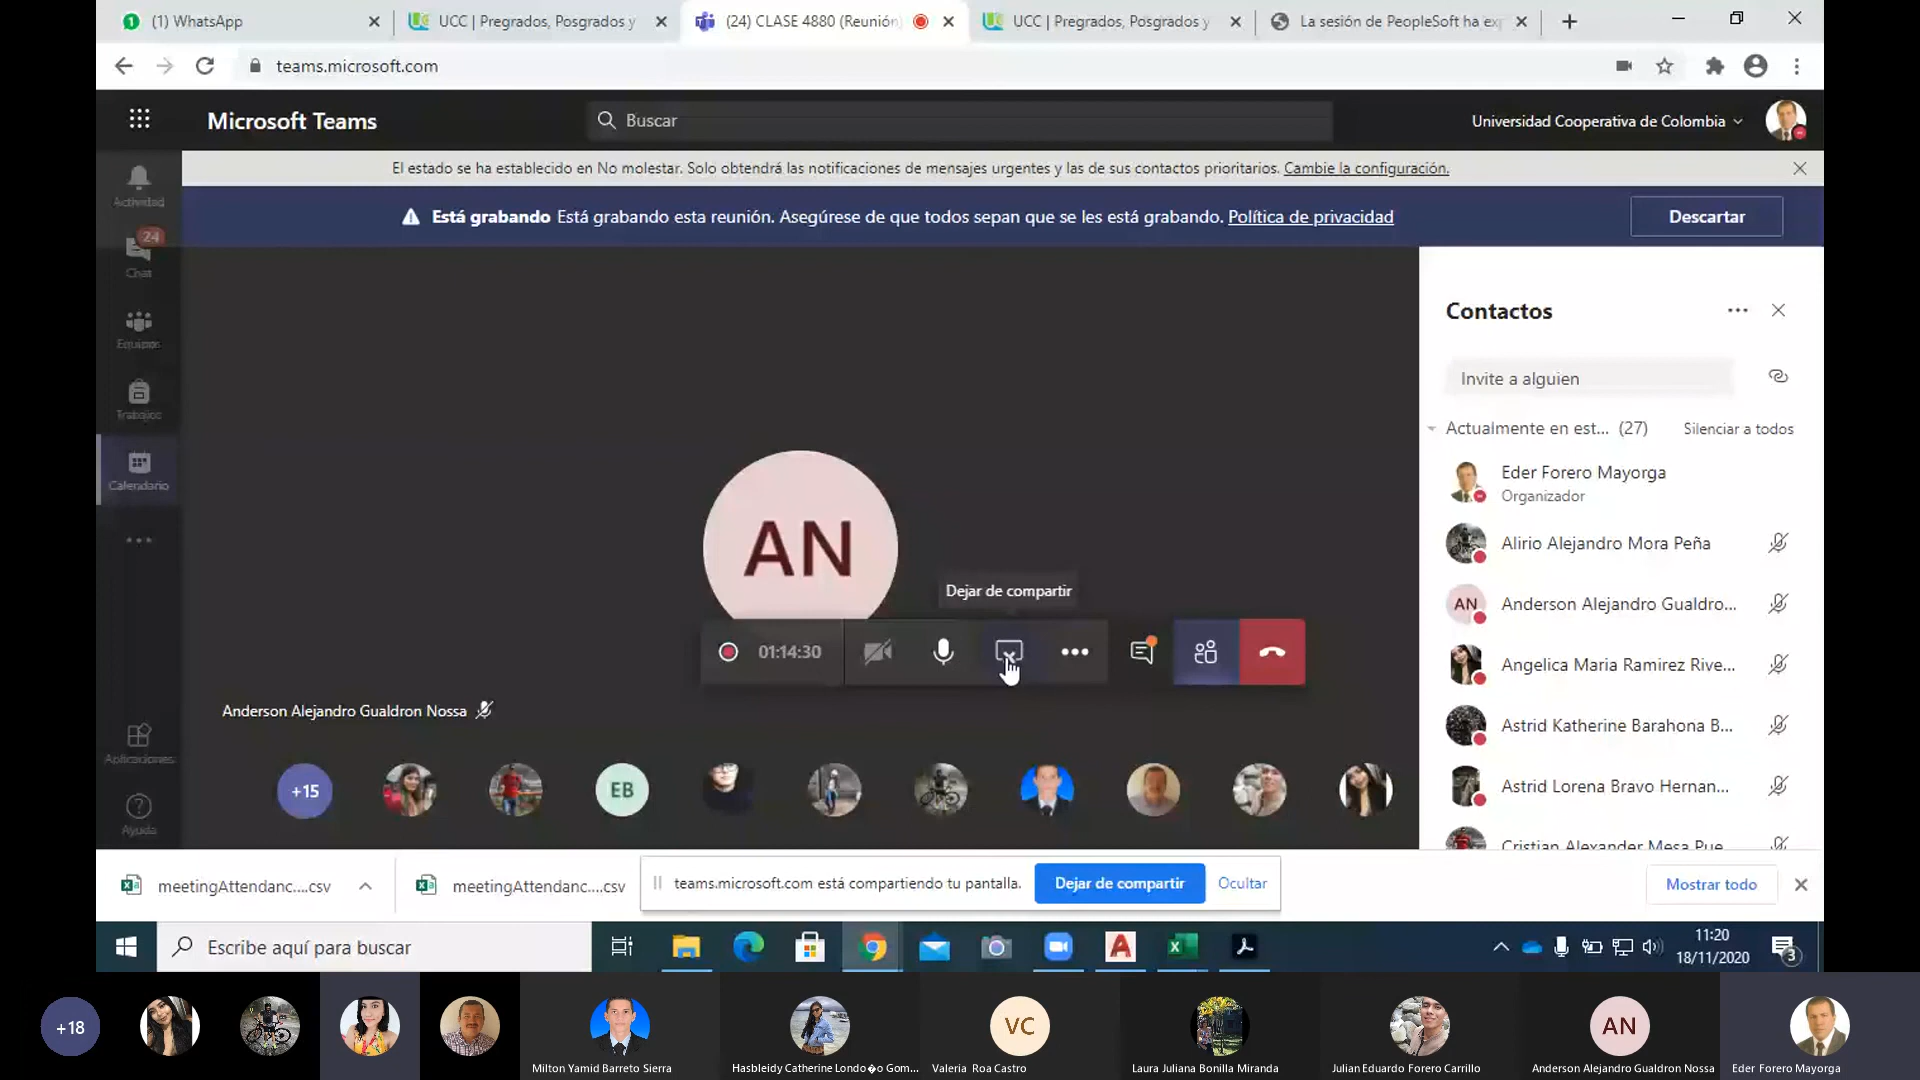 (1) WhatsApp
UCC | Pregrados, Posgrados y
(24) CLASE 4880 (Reunión)
UCC | Pregrados, Posgrados y
La sesión de PeopleSoft ha ex
teams.microsoft.com
Microsoft Teams
Buscar
Universidad Cooperativa de Colombia
El estado se ha establecido en No molestar. Solo obtendrá las notificaciones de mensajes urgentes y las de sus contactos prioritarios. Cambie la configuración.
Está grabando Está grabando esta reunión. Asegúrese de que todos sepan que se les está grabando. Política de privacidad
Descartar
Actividad
24
Chat
Equipos
Trabajos
Calendario
Aplicaciones
Ayuda
AN
Dejar de compartir
01:14:30
Anderson Alejandro Gualdron Nossa
+15
EB
Contactos
Invite a alguien
Actualmente en est... (27)
Silenciar a todos
Eder Forero Mayorga
Organizador
Alirio Alejandro Mora Peña
AN
Anderson Alejandro Gualdro...
Angelica Maria Ramirez Rive...
Astrid Katherine Barahona B...
Astrid Lorena Bravo Hernan...
Cristian Alexander Mesa Pue
meetingAttendanc....csv
meetingAttendanc....csv
teams.microsoft.com está compartiendo tu pantalla.
Dejar de compartir
Ocultar
Mostrar todo
Escribe aquí para buscar
11:20
18/11/2020
3
+18
Milton Yamid Barreto Sierra
Hasbleidy Catherine Londo�o Gom...
VC
Valeria Roa Castro
Laura Juliana Bonilla Miranda
Julian Eduardo Forero Carrillo
AN
Anderson Alejandro Gualdron Nossa
Eder Forero Mayorga